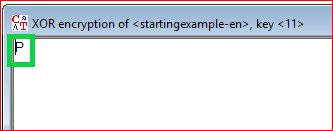 XOR encryption of <startingexample-en>, key <11>
P